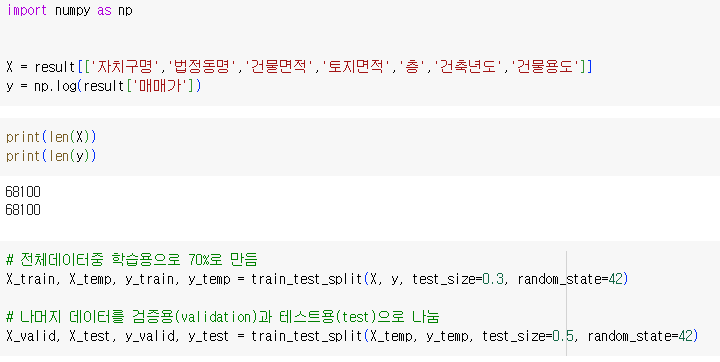 import numpy as np
X = result[['자치구명','법정동명','건물면적','토지면적','층','건축년도','건물용도']]
y = np.log(result['매매가'])
print(len(X))
print(len(y))
68100
68100
# 전체데이터중 학습용으로 70%로 만듬
X_train, X_temp, y_train, y_temp = train_test_split(X, y, test_size=0.3, random_state=42)
# 나머지 데이터를 검증용(validation)과 테스트용(test)으로 나눔
X_valid, X_test, y_valid, y_test = train_test_split(X_temp, y_temp, test_size=0.5, random_state=42)